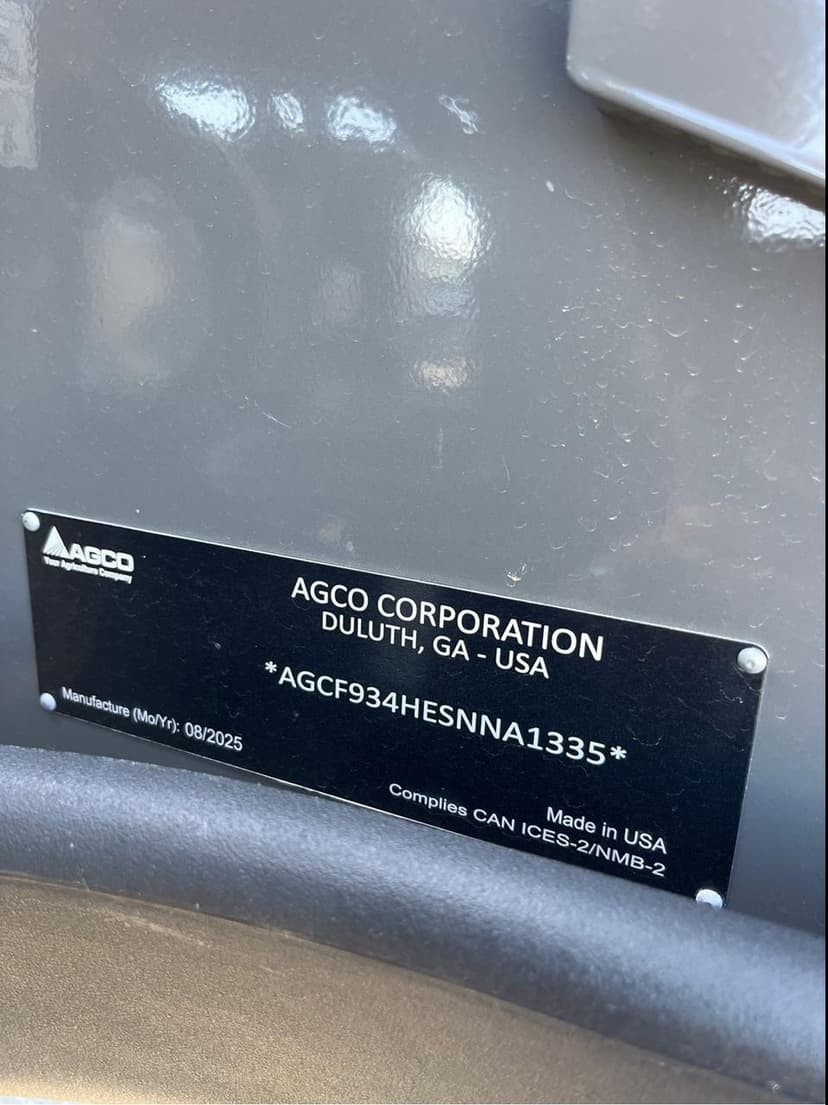 AGCO
Your Agriculture Company
AGCO CORPORATION
DULUTH, GA - USA
*AGCF934HESNNA1335*
Manufacture (Mo/Yr): 08/2025
Made in USA
Complies CAN ICES-2/NMB-2